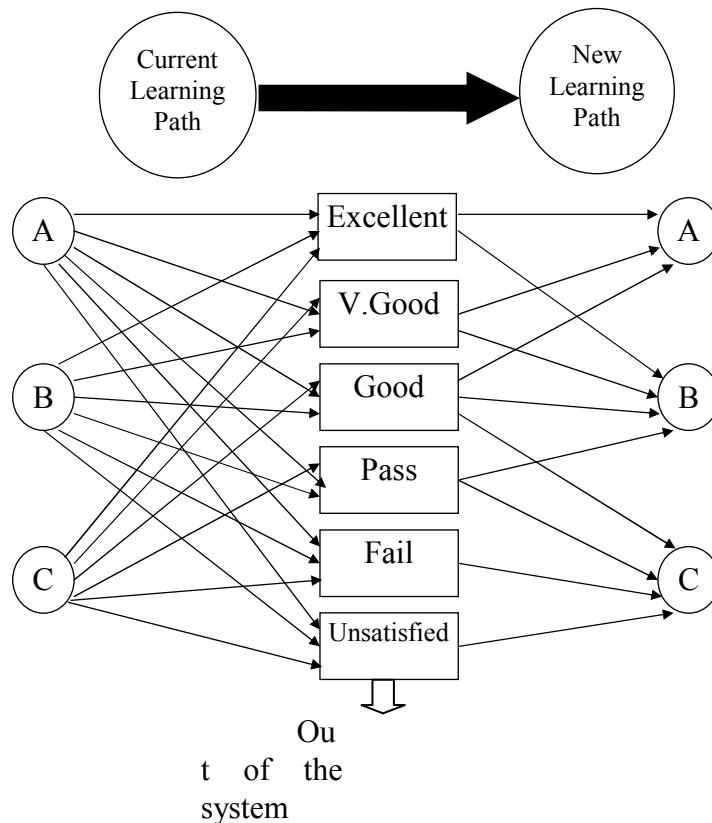 Current
Learning
Path
New
Learning
Path
A
Excellent
A
V.Good
B
Good
B
Pass
C
Fail
C
Unsatisfied
Ou
t of the
system